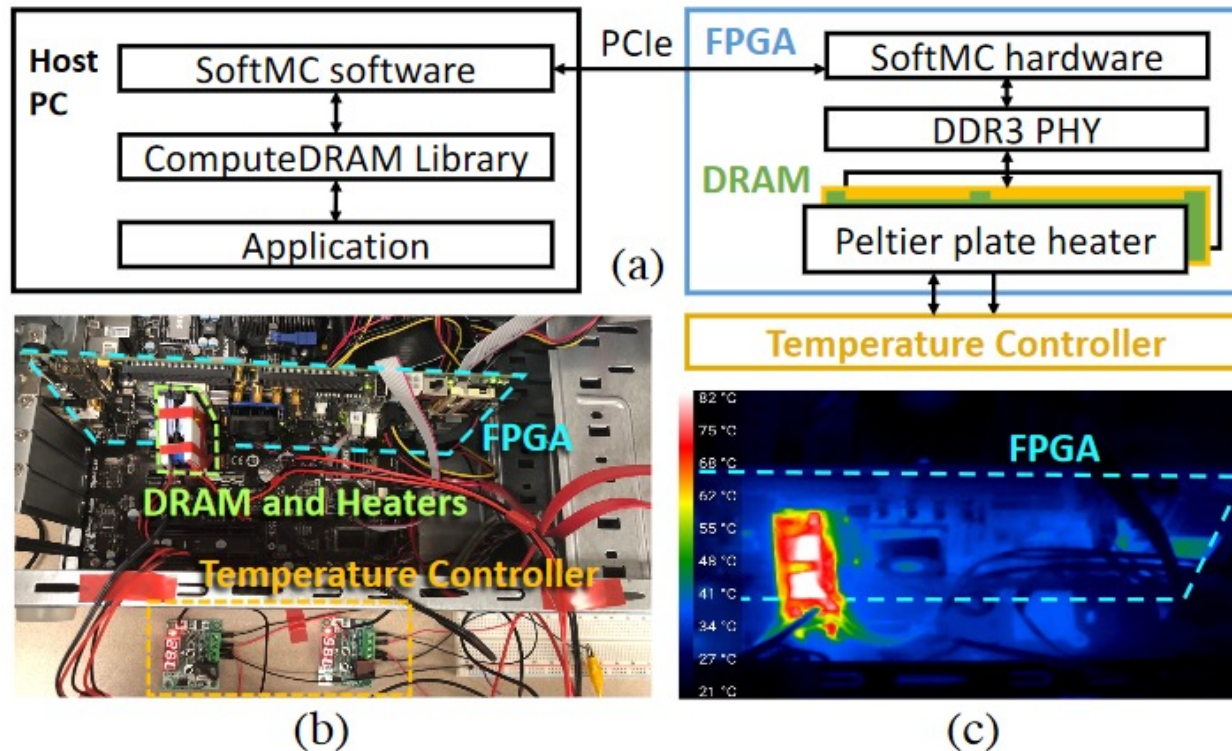 Host
PC
SoftMC software
ComputeDRAM Library
Application
PCIe
FPGA
SoftMC hardware
DDR3 PHY
DRAM
Peltier plate heater
Temperature Controller
(a)
FPGA
DRAM and Heaters
Temperature Controller
(b)
82 °C
75 °C
68 °C
62 °C
55 °C
48 °C
41 °C
34 °C
27 °C
21 °C
FPGA
(c)